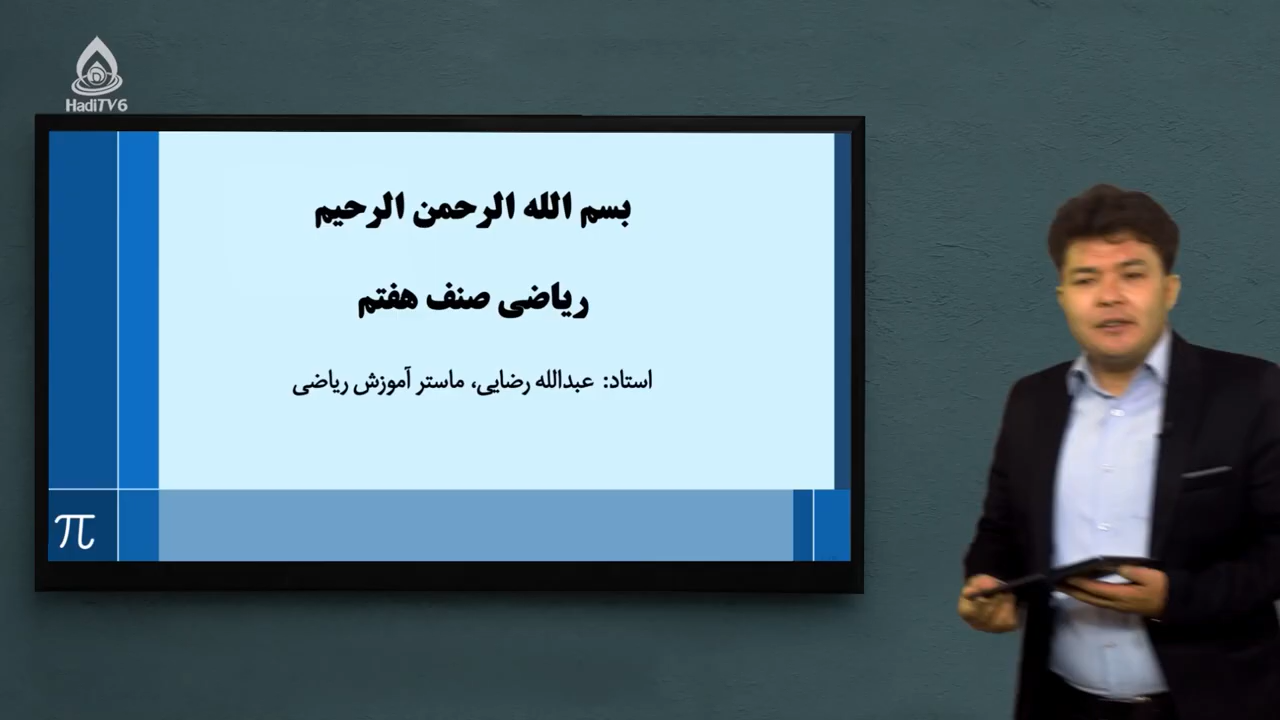 HadiTV6
بسم الله الرحمن الرحیم
ریاضی صنف هفتم
استاد: عبدالله رضایی، ماستر آموزش ریاضی
π